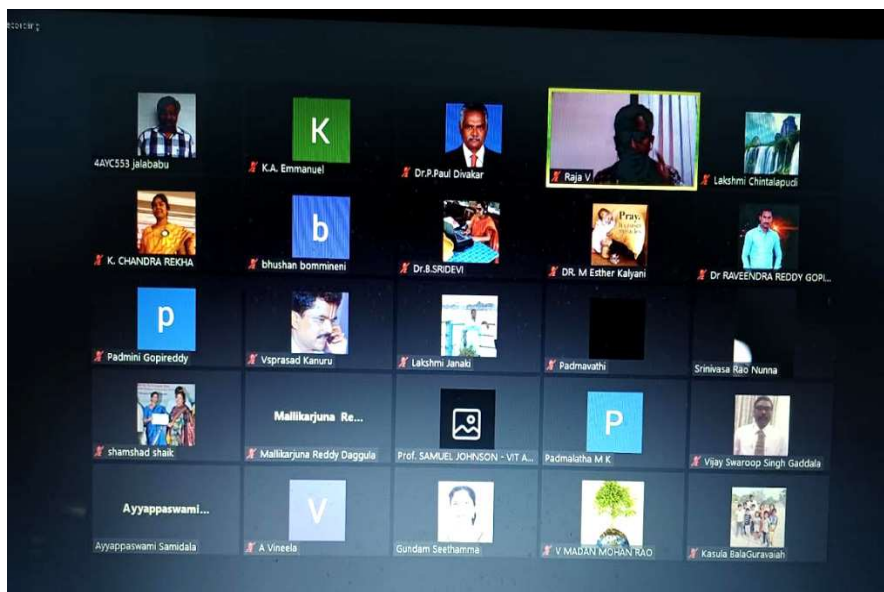 ecording
4AYC553 jalababu
K
K.A. Emmanuel
Dr.P.Paul Divakar
Raja V
Lakshmi Chintalapudi
K. CHANDRA REKHA
b
bhushan bommineni
Dr.B.SRIDEVI
Pray.
DR. M Esther Kalyani
Dr RAVEENDRA REDDY GOPI...
p
Padmini Gopireddy
Vsprasad Kanuru
Lakshmi Janaki
Padmavathi
Srinivasa Rao Nunna
shamshad shaik
Mallikarjuna Re...
Mallikarjuna Reddy Daggula
Prof. SAMUEL JOHNSON - VIT A...
P
Padmalatha M K
Vijay Swaroop Singh Gaddala
Ayyappaswami...
Ayyappaswami Samidala
V
A Vineela
Gundam Seethamma
V MADAN MOHAN RAO
Kasula BalaGuravaiah